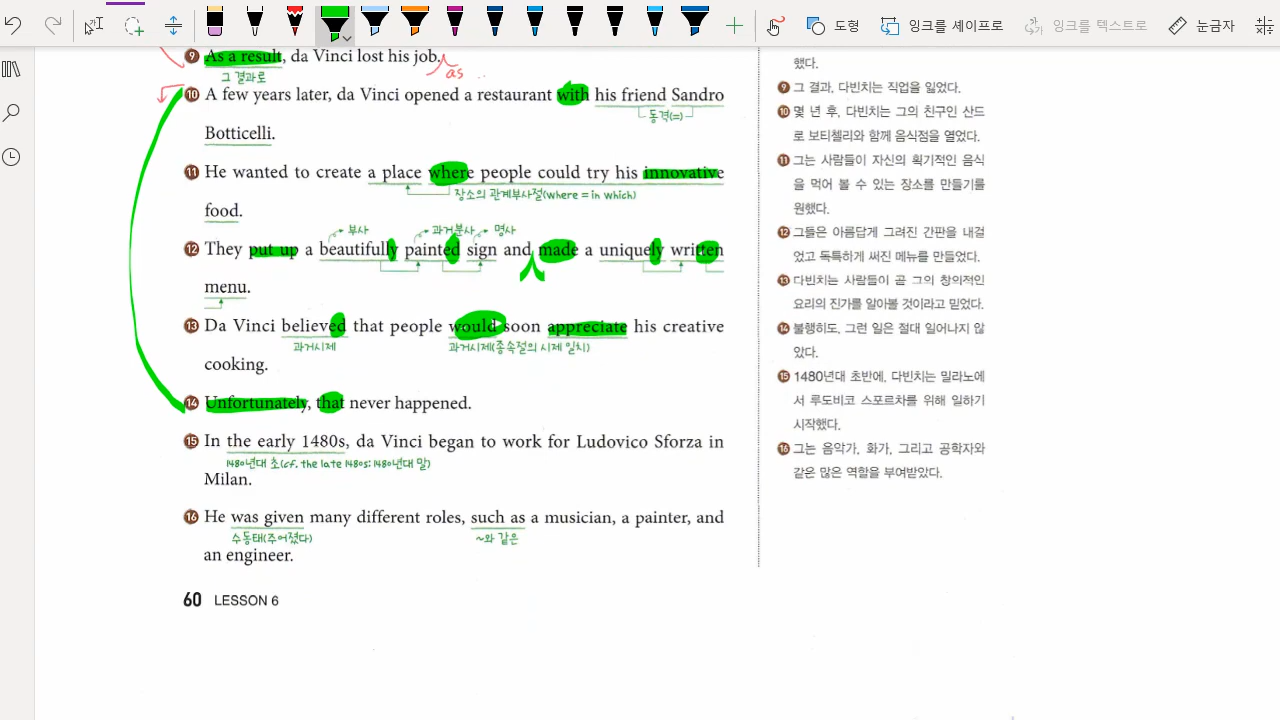 도형
잉크를 셰이프로
잉크를 텍스트로
눈금자
⑨ As a result, da Vinci lost his job.
as
그 결과로
⑩ A few years later, da Vinci opened a restaurant with his friend Sandro
동격(=)
Botticelli.
⑪ He wanted to create a place where people could try his innovative
장소의 관계부사절(where = in which)
food.
부사 과거분사 명사
⑫ They put up a beautifully painted sign and made a uniquely written
menu.
⑬ Da Vinci believed that people would soon appreciate his creative
과거시제 과거시제(종속절의 시제 일치)
cooking.
⑭ Unfortunately, that never happened.
⑮ In the early 1480s, da Vinci began to work for Ludovico Sforza in
1480년대 초(cf. the late 1480s: 1480년대 말)
Milan.
⑯ He was given many different roles, such as a musician, a painter, and
수동태(주어졌다) ~와 같은
an engineer.
60 LESSON 6
했다.
⑨ 그 결과, 다빈치는 직업을 잃었다.
⑩ 몇 년 후, 다빈치는 그의 친구인 산드
로 보티첼리와 함께 음식점을 열었다.
⑪ 그는 사람들이 자신의 획기적인 음식
을 먹어 볼 수 있는 장소를 만들기를
원했다.
⑫ 그들은 아름답게 그려진 간판을 내걸
었고 독특하게 써진 메뉴를 만들었다.
⑬ 다빈치는 사람들이 곧 그의 창의적인
요리의 진가를 알아볼 것이라고 믿었다.
⑭ 불행히도, 그런 일은 절대 일어나지 않
았다.
⑮ 1480년대 초반에, 다빈치는 밀라노에
서 루도비코 스포르차를 위해 일하기
시작했다.
⑯ 그는 음악가, 화가, 그리고 공학자와
같은 많은 역할을 부여받았다.